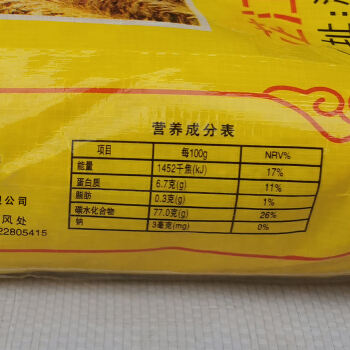 营养成分表
项目 每100g NRV%
能量 1452千焦(kJ) 17%
蛋白质 6.7克(g) 11%
脂肪 0.3克(g) 1%
碳水化合物 77.0克(g) 26%
钠 3毫克(mg) 0%
限公司
风处
22805415